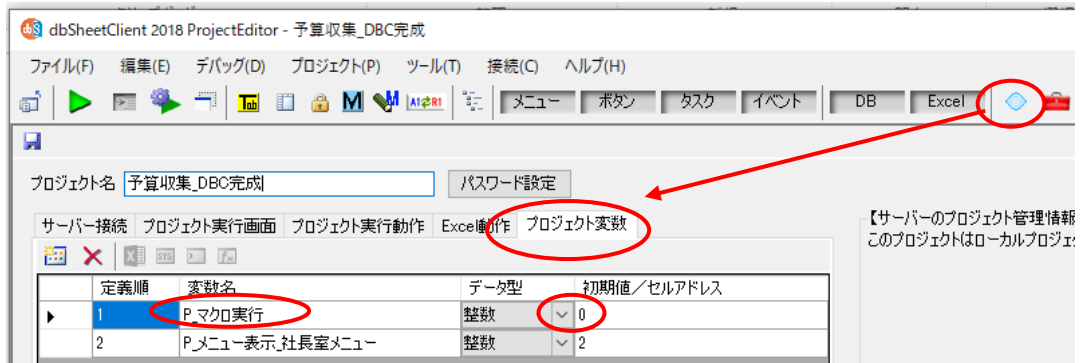 dbSheetClient 2018 ProjectEditor - 予算収集_DBC完成
ファイル(F) 編集(E) デバッグ(D) プロジェクト(P) ツール(T) 接続(C) ヘルプ(H)
Tab M M A1⇄R1 メニュー ボタン タスク イベント DB Excel
プロジェクト名 予算収集_DBC完成 パスワード設定
サーバー接続 プロジェクト実行画面 プロジェクト実行動作 Excel動作 プロジェクト変数
【サーバーのプロジェクト管理情報
このプロジェクトはローカルプロジェク
SYS fx
定義順 変数名 データ型 初期値/セルアドレス
1 P_マクロ実行 整数 0
2 P_メニュー表示_社長室メニュー 整数 2